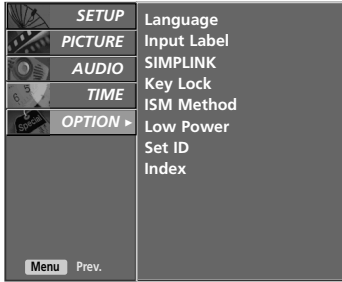 SETUP
PICTURE
AUDIO
TIME
OPTION ►
Special
Menu Prev.
Language
Input Label
SIMPLINK
Key Lock
ISM Method
Low Power
Set ID
Index